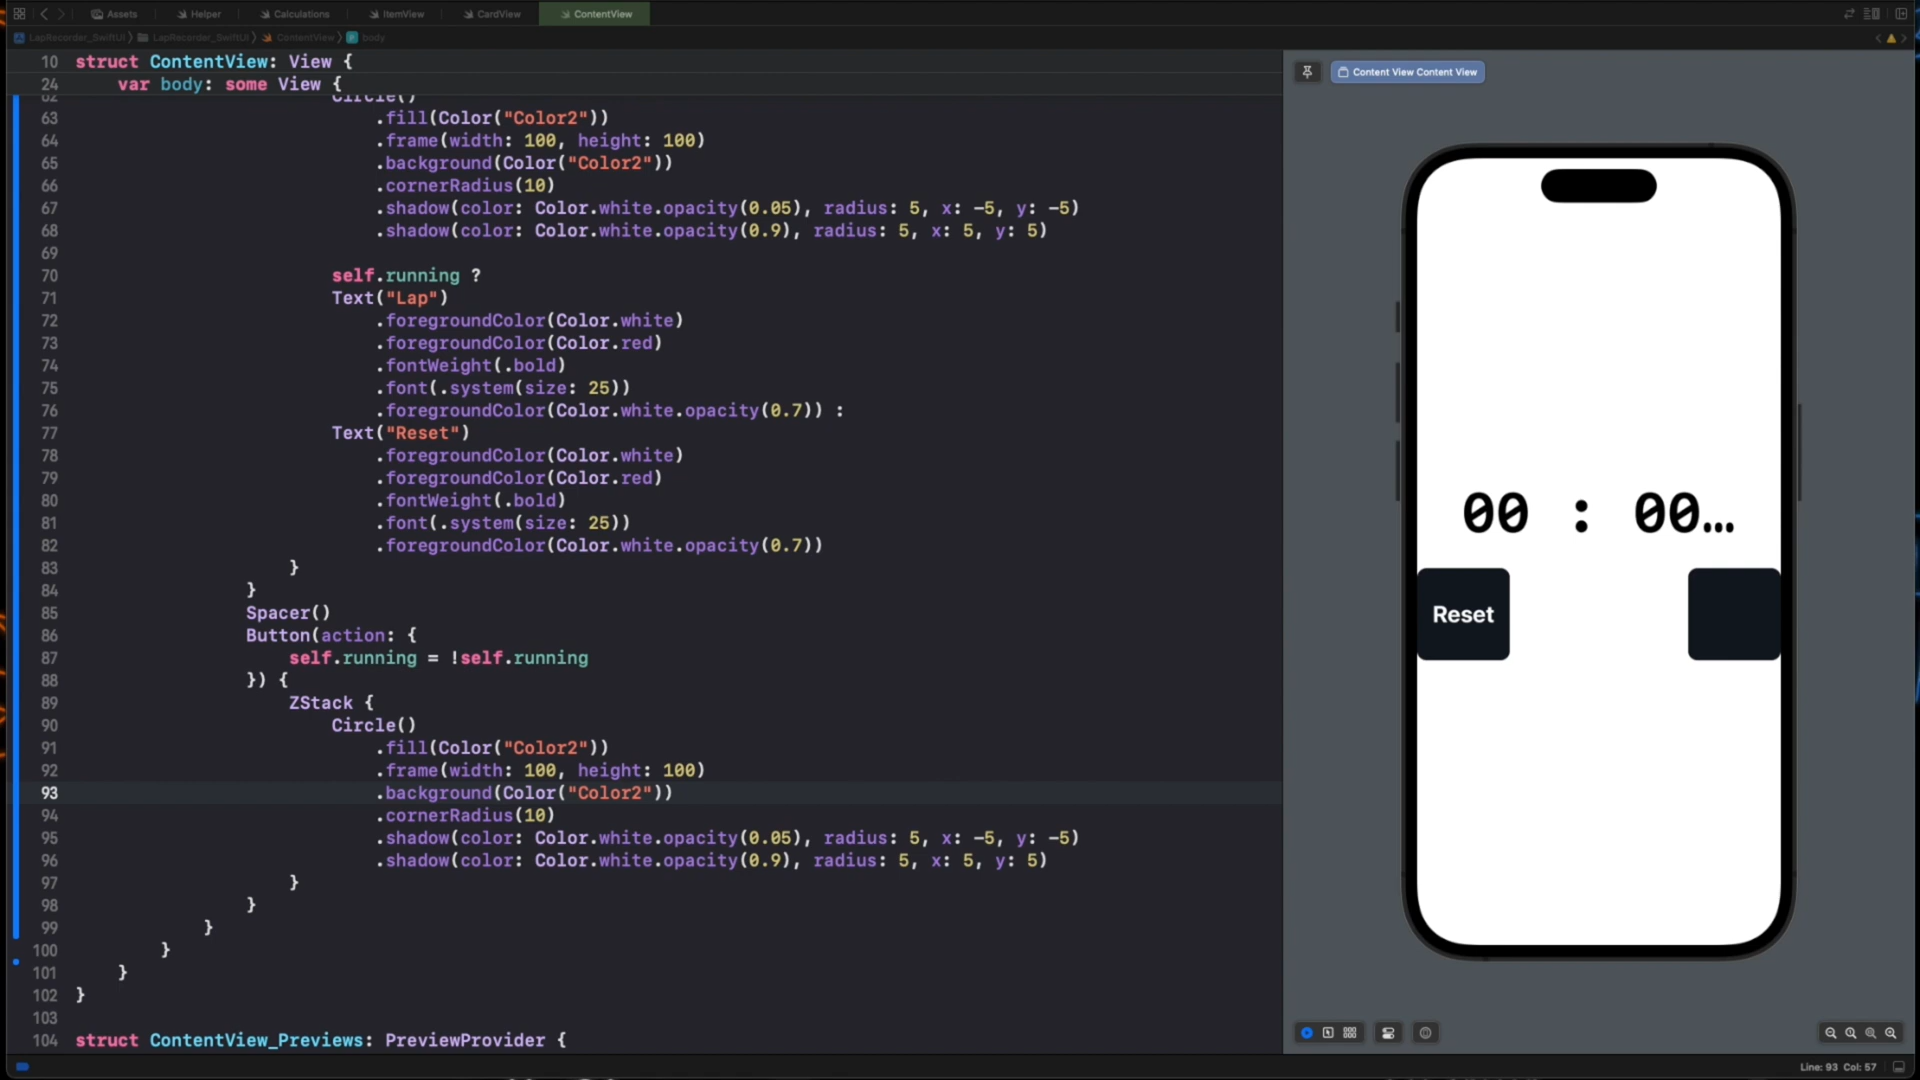 Assets
Helper
Calculations
ItemView
CardView
ContentView
LapRecorder_SwiftUI
LapRecorder_SwiftUI
ContentView
body
10 struct ContentView: View {
24 var body: some View {
62 Circle()
63 .fill(Color("Color2"))
64 .frame(width: 100, height: 100)
65 .background(Color("Color2"))
66 .cornerRadius(10)
67 .shadow(color: Color.white.opacity(0.05), radius: 5, x: -5, y: -5)
68 .shadow(color: Color.white.opacity(0.9), radius: 5, x: 5, y: 5)
69
70 self.running ?
71 Text("Lap")
72 .foregroundColor(Color.white)
73 .foregroundColor(Color.red)
74 .fontWeight(.bold)
75 .font(.system(size: 25))
76 .foregroundColor(Color.white.opacity(0.7)) :
77 Text("Reset")
78 .foregroundColor(Color.white)
79 .foregroundColor(Color.red)
80 .fontWeight(.bold)
81 .font(.system(size: 25))
82 .foregroundColor(Color.white.opacity(0.7))
83 }
84 }
85 Spacer()
86 Button(action: {
87 self.running = !self.running
88 }) {
89 ZStack {
90 Circle()
91 .fill(Color("Color2"))
92 .frame(width: 100, height: 100)
93 .background(Color("Color2"))
94 .cornerRadius(10)
95 .shadow(color: Color.white.opacity(0.05), radius: 5, x: -5, y: -5)
96 .shadow(color: Color.white.opacity(0.9), radius: 5, x: 5, y: 5)
97 }
98 }
99 }
100 }
101 }
102 }
103
104 struct ContentView_Previews: PreviewProvider {
Content View Content View
00 : 00...
Reset
Line: 93 Col: 57